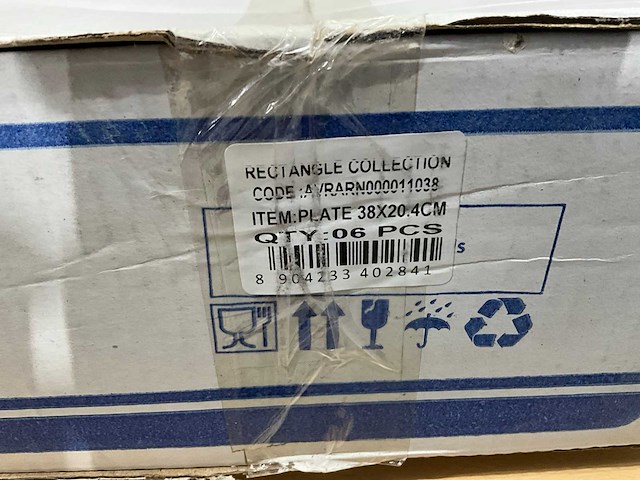 RECTANGLE COLLECTION
CODE :AVRARN000011038
ITEM:PLATE 38X20.4CM
QTY:06 PCS
s
8 904233 402841